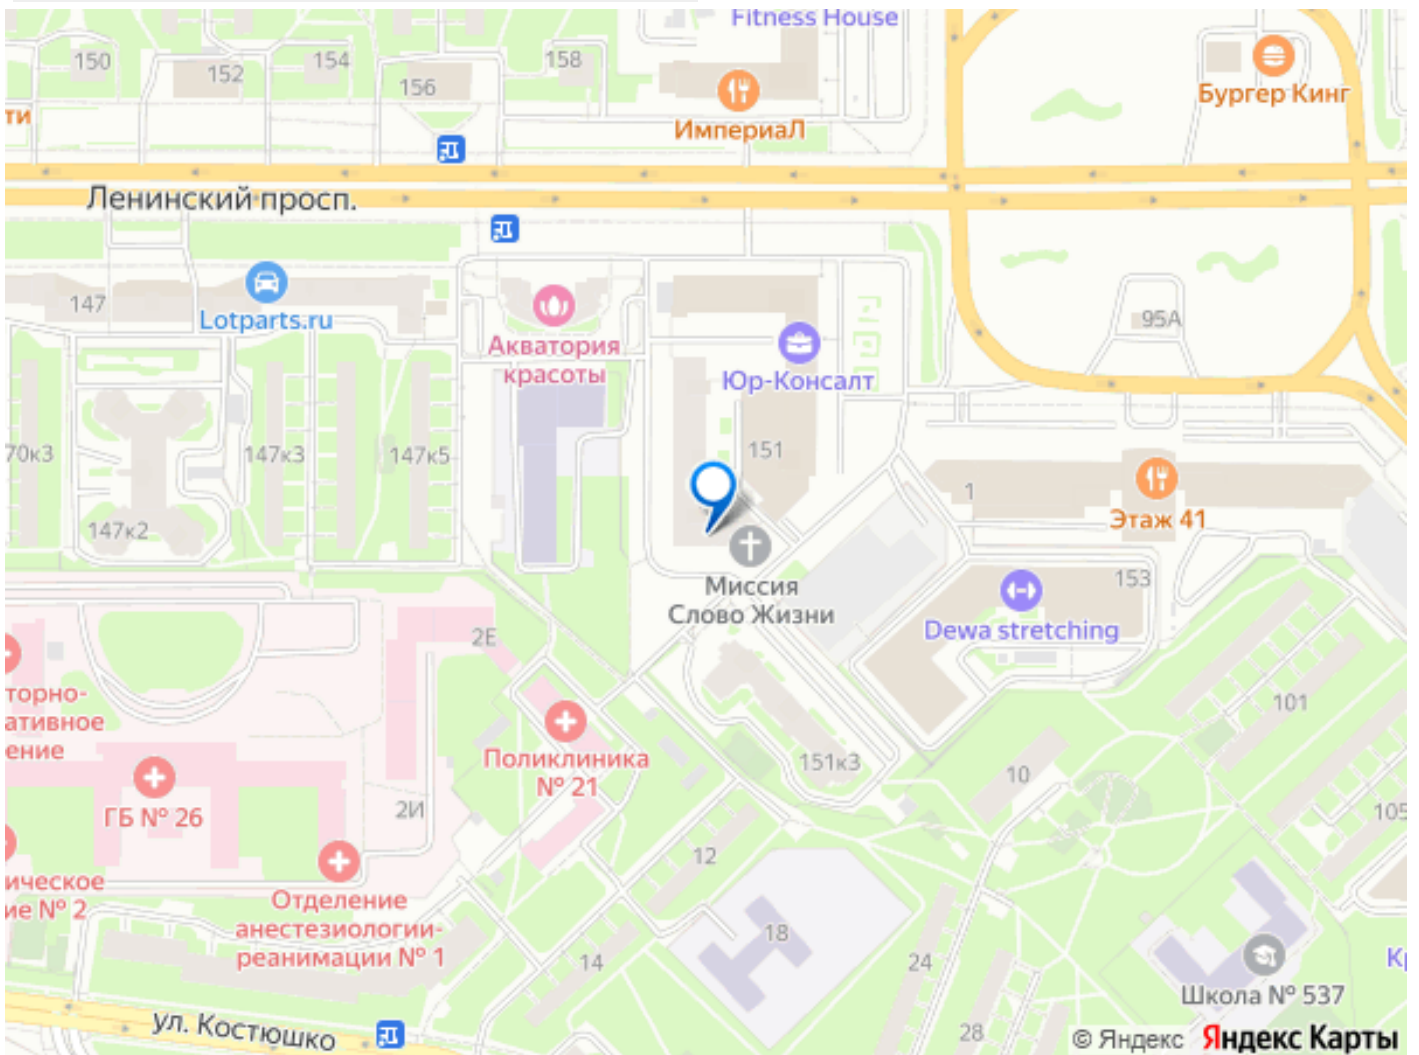 Fitness House
150
152
154
156
158
Бургер Кинг
ИмпериаЛ
ти
Ленинский просп.
147
Lotparts.ru
Акватория
красоты
Юр-Консалт
95А
70к3
147к3
147к5
151
147к2
1
Этаж 41
Миссия
Слово Жизни
153
Dewa stretching
2Е
торно-
ативное
ение
Поликлиника
№ 21
101
151к3
10
ГБ № 26
2И
105
12
ическое
ие № 2
Отделение
анестезиологии-
реанимации № 1
18
14
24
Кр
Школа № 537
ул. Костюшко
28
© Яндекс Яндекс Карты